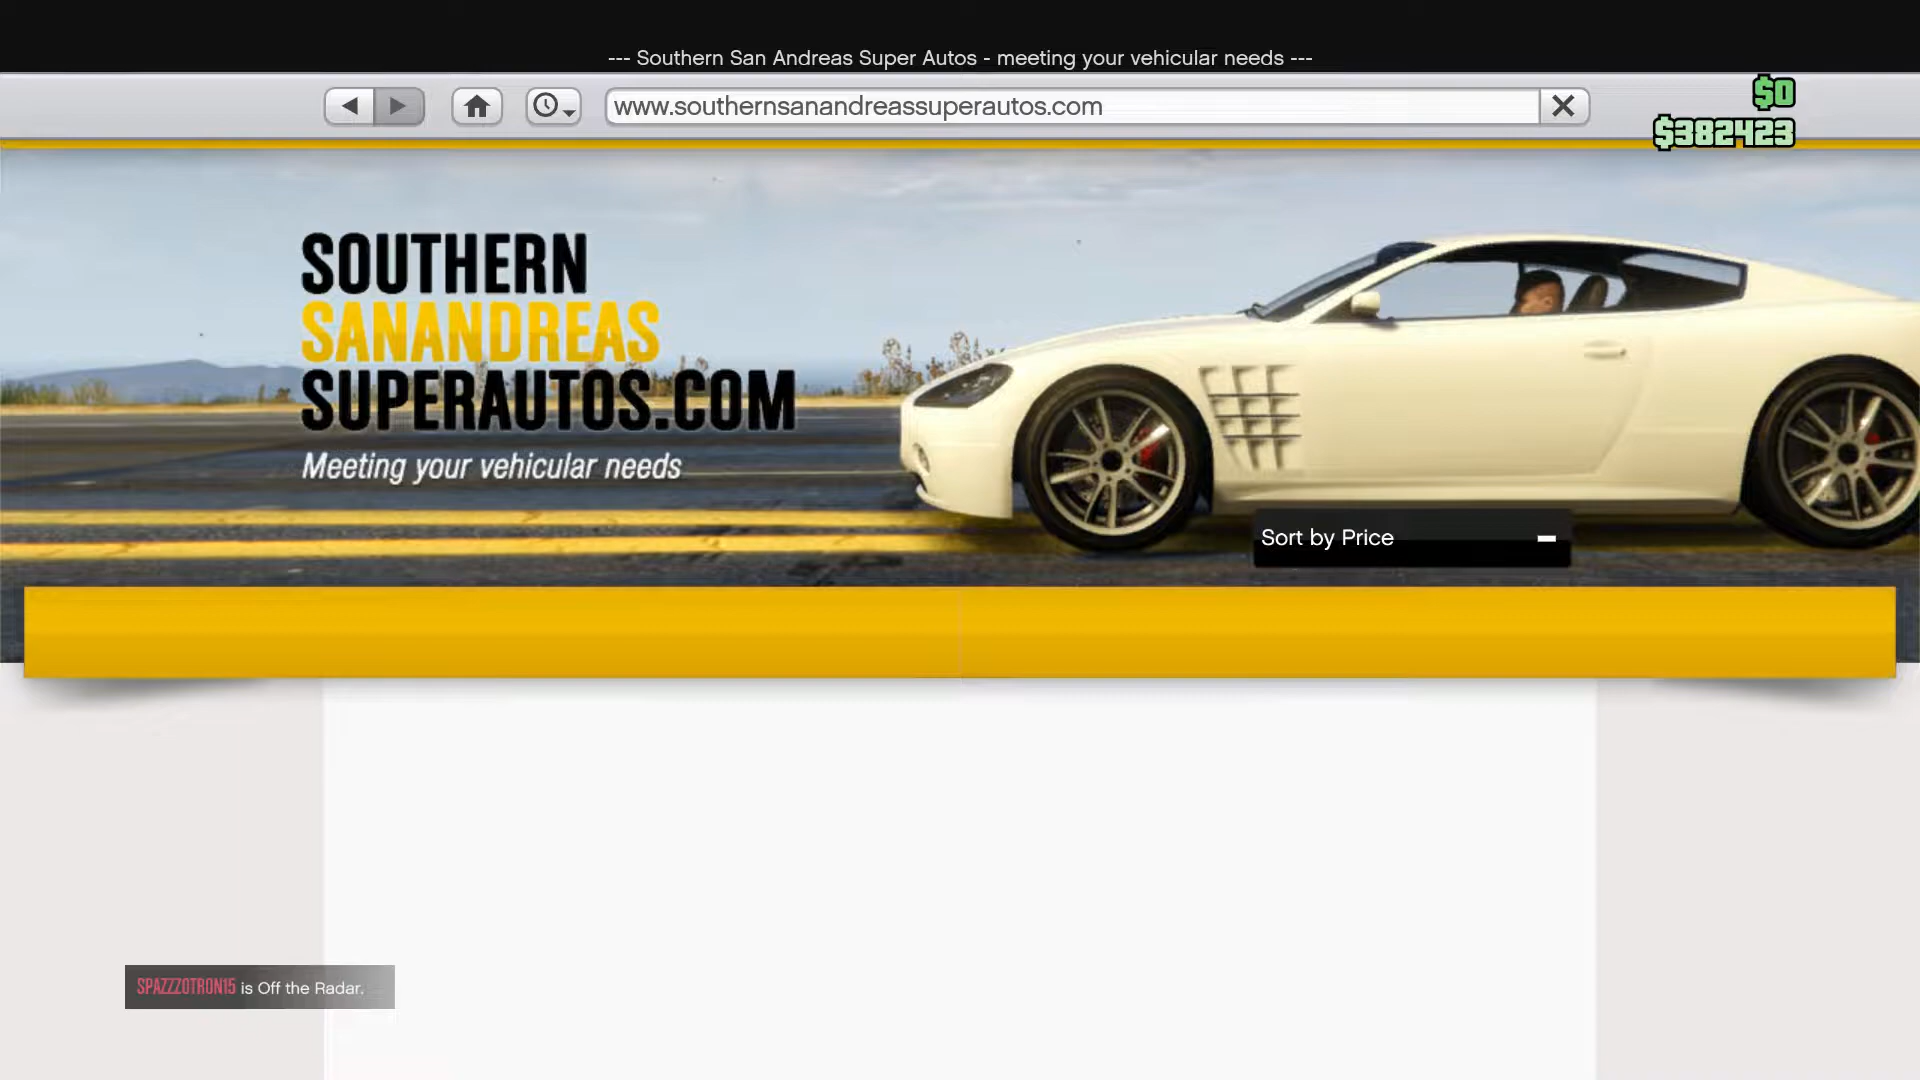 --- Southern San Andreas Super Autos - meeting your vehicular needs ---
www.southernsanandreassuperautos.com
$0
$382423
SOUTHERN
SANANDREAS
SUPERAUTOS.COM
Meeting your vehicular needs
Sort by Price
SPAZZZOTRON15 is Off the Radar.